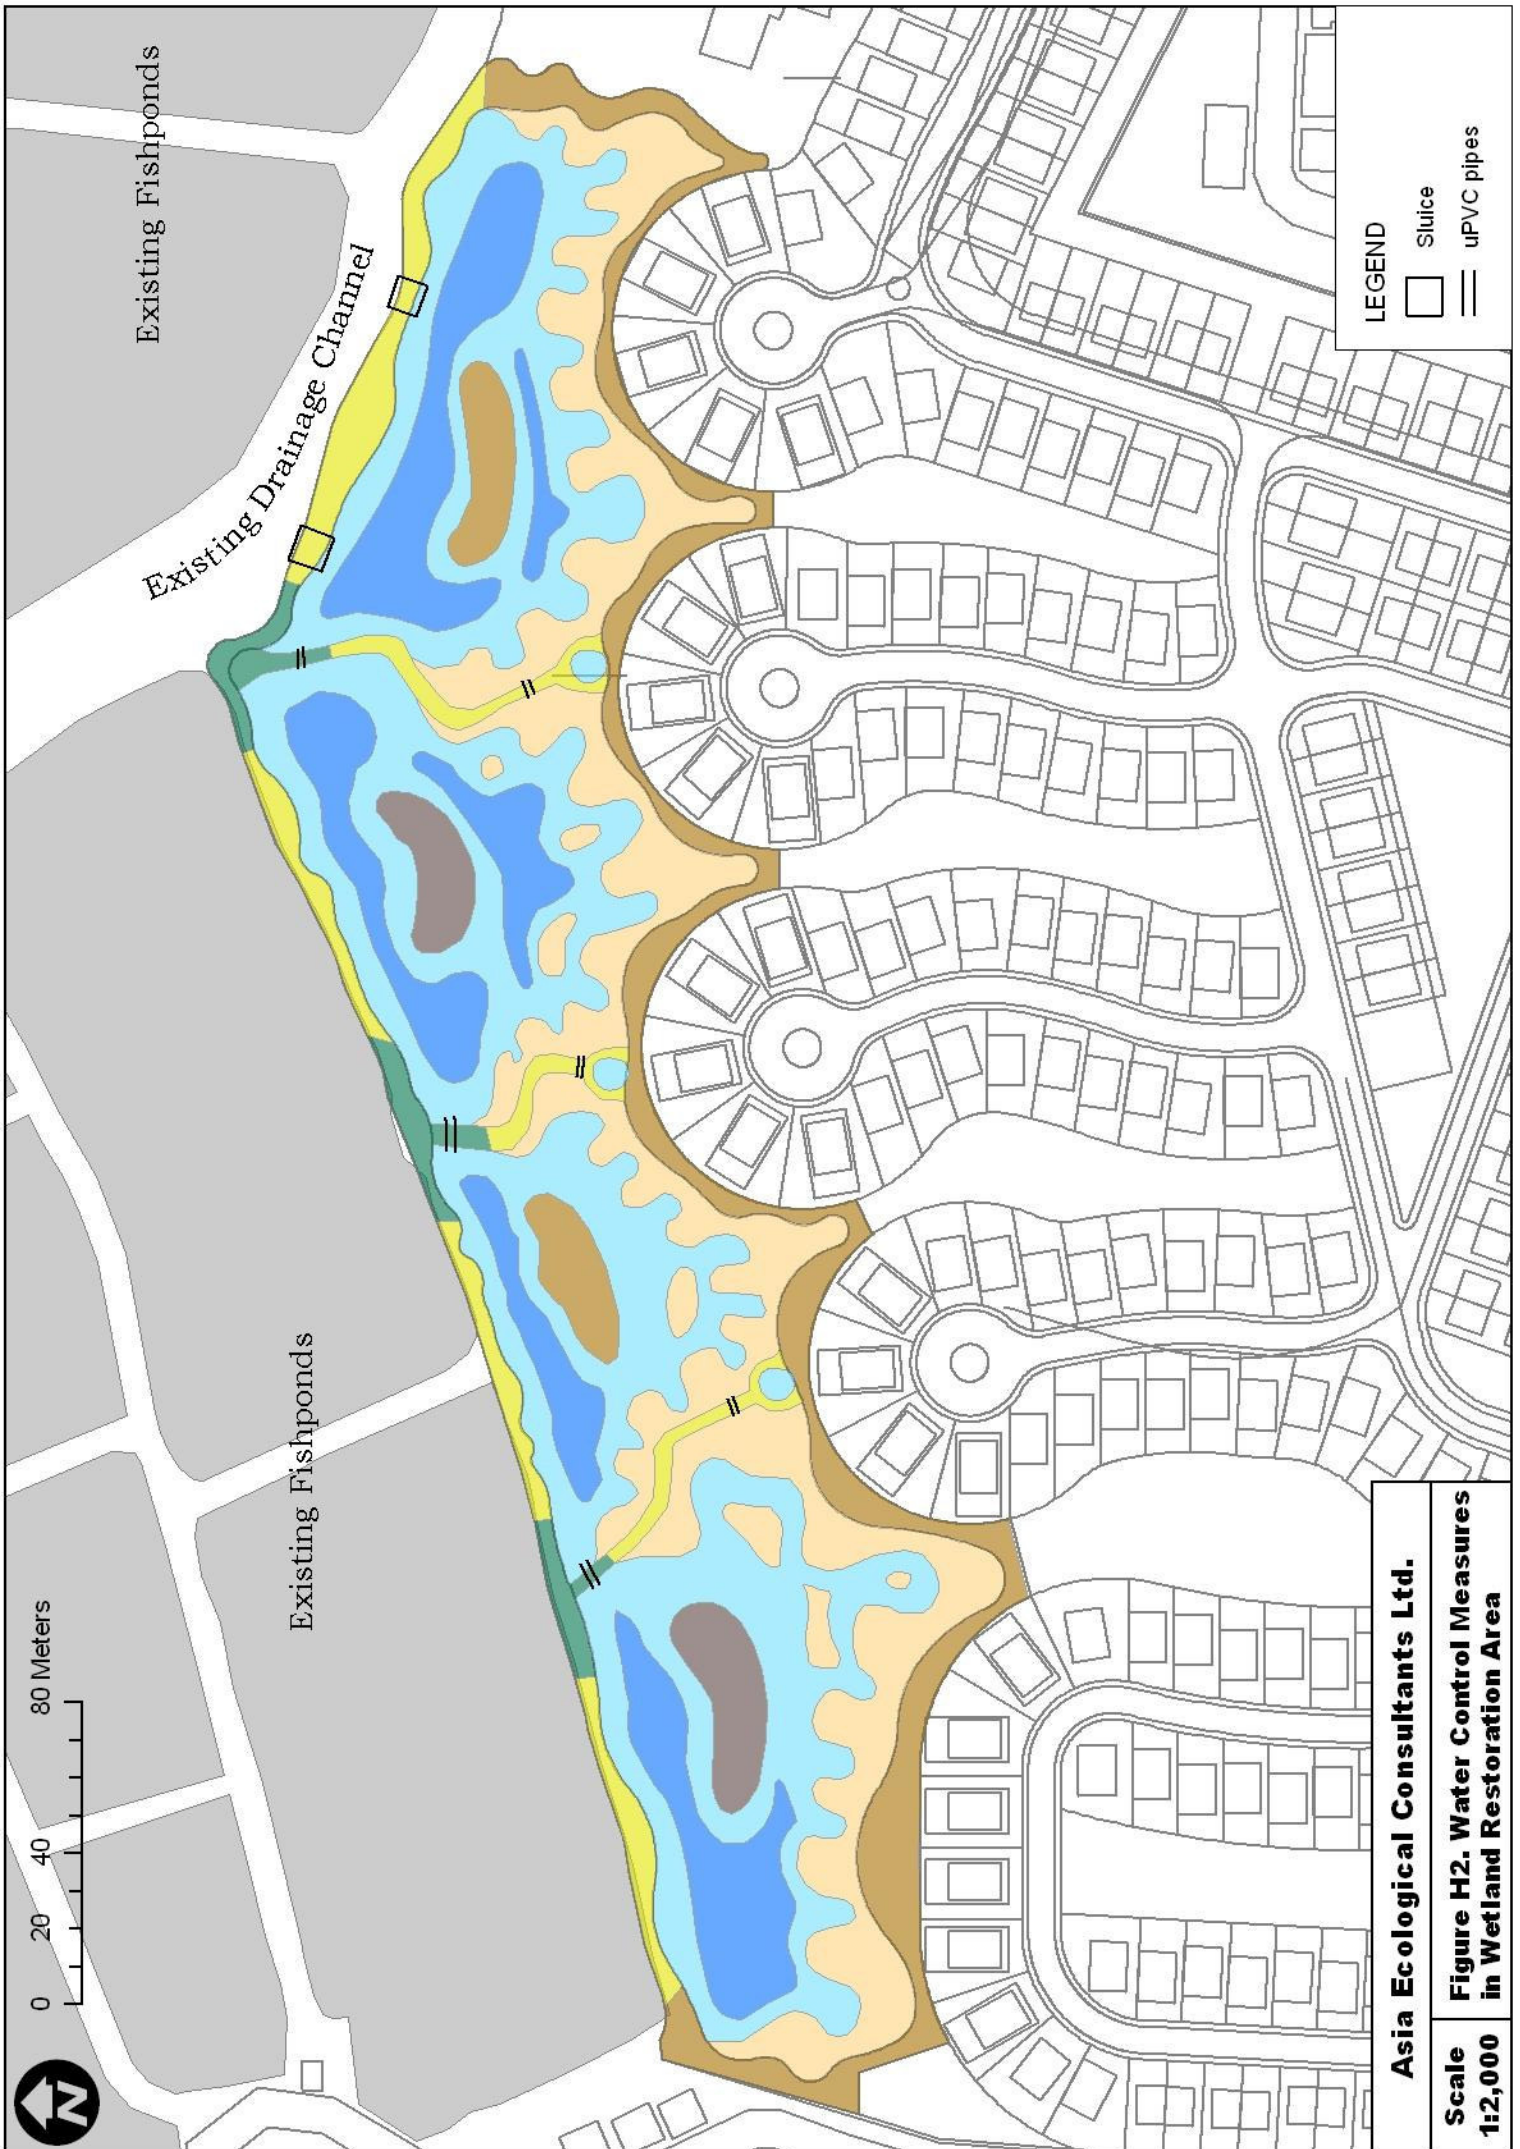 Existing Fishponds
Existing Drainage Channel
Existing Fishponds
0 20 40 80 Meters
N
LEGEND
Sluice
uPVC pipes
Asia Ecological Consultants Ltd.
Scale
1:2,000
Figure H2. Water Control Measures
in Wetland Restoration Area